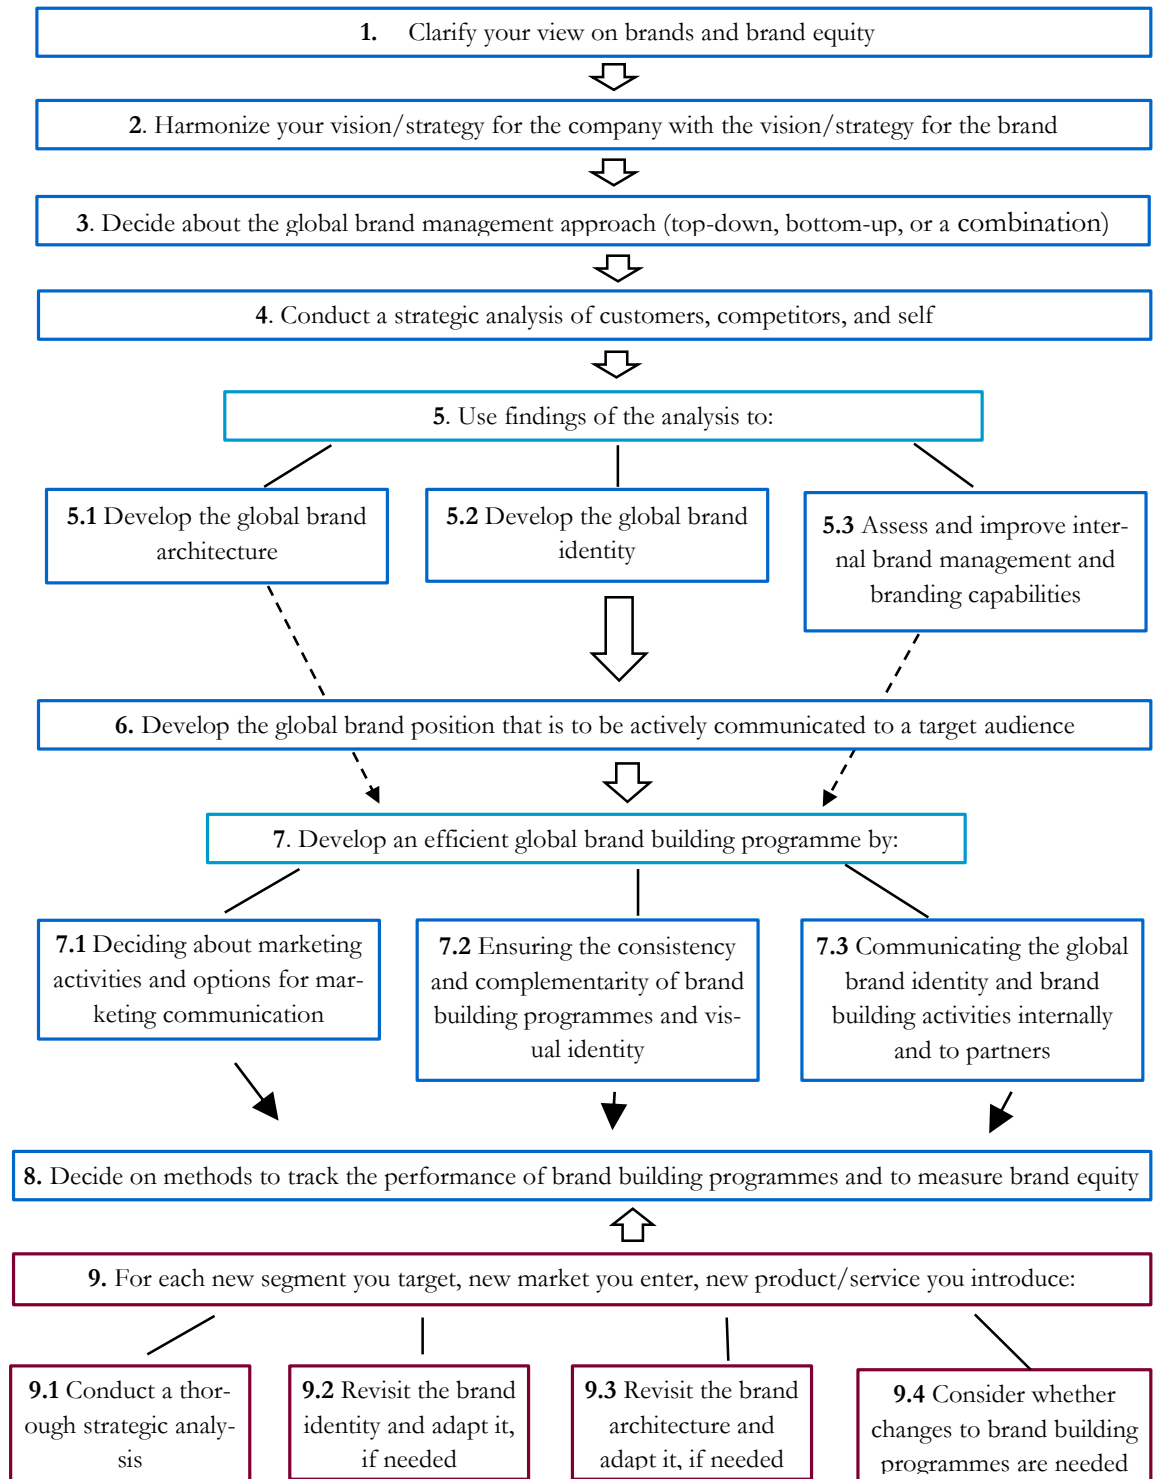 1. Clarify your view on brands and brand equity
2. Harmonize your vision/strategy for the company with the vision/strategy for the brand
3. Decide about the global brand management approach (top-down, bottom-up, or a combination)
4. Conduct a strategic analysis of customers, competitors, and self
5. Use findings of the analysis to:
5.1 Develop the global brand
architecture
5.2 Develop the global brand
identity
5.3 Assess and improve inter-
nal brand management and
branding capabilities
6. Develop the global brand position that is to be actively communicated to a target audience
7. Develop an efficient global brand building programme by:
7.1 Deciding about marketing
activities and options for mar-
keting communication
7.2 Ensuring the consistency
and complementarity of brand
building programmes and vis-
ual identity
7.3 Communicating the global
brand identity and brand
building activities internally
and to partners
8. Decide on methods to track the performance of brand building programmes and to measure brand equity
9. For each new segment you target, new market you enter, new product/service you introduce:
9.1 Conduct a thor-
ough strategic analy-
sis
9.2 Revisit the brand
identity and adapt it,
if needed
9.3 Revisit the brand
architecture and
adapt it, if needed
9.4 Consider whether
changes to brand building
programmes are needed